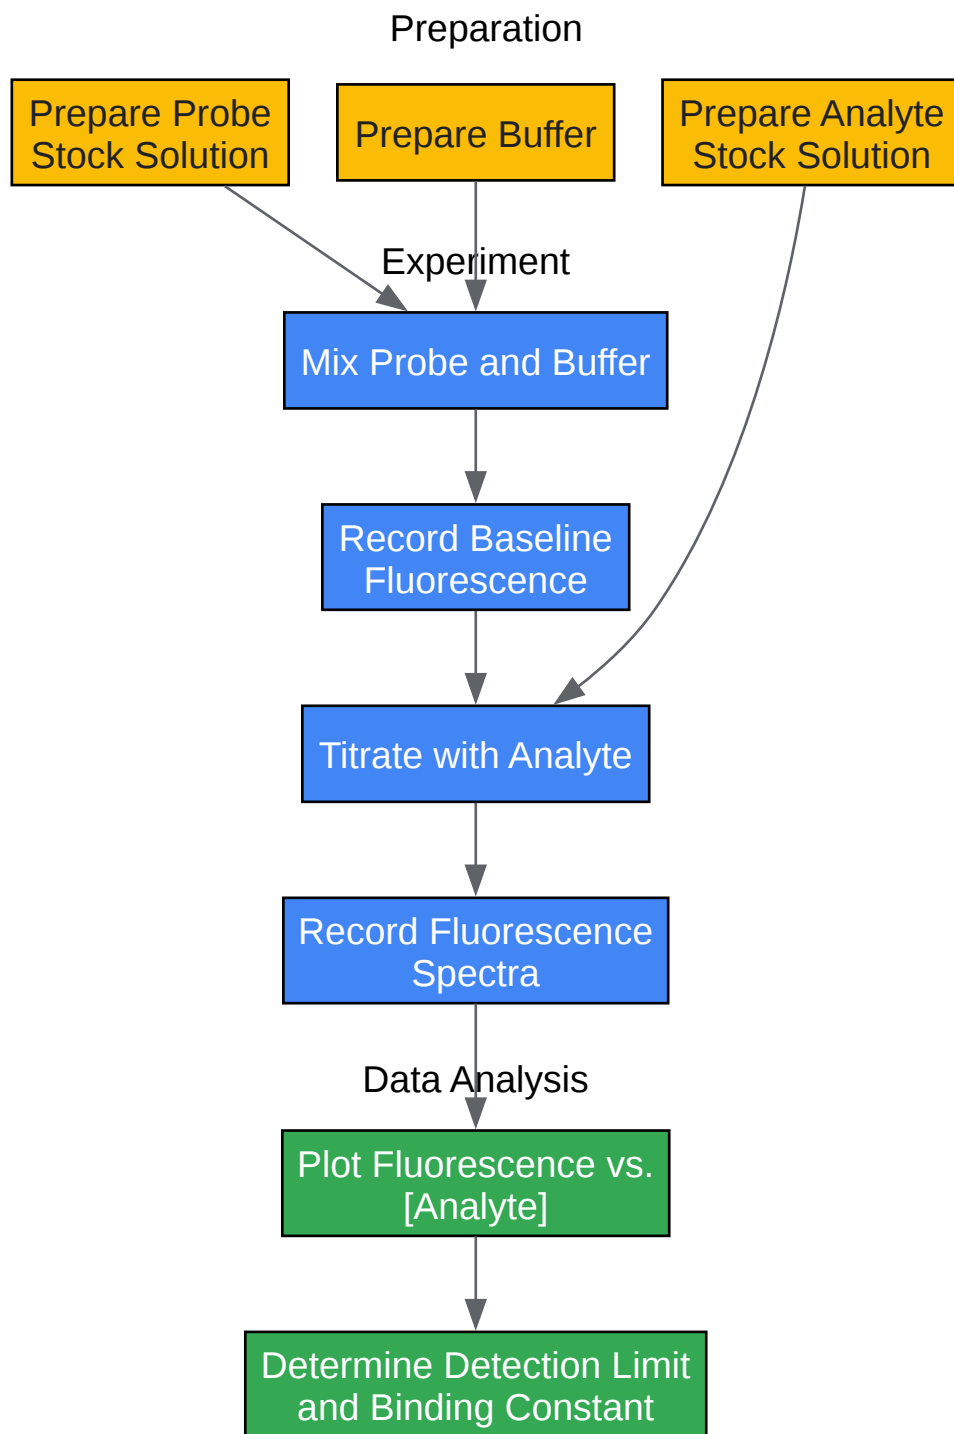 Preparation
Prepare Probe
Stock Solution
Prepare Buffer
Prepare Analyte
Stock Solution
Experiment
Mix Probe and Buffer
Record Baseline
Fluorescence
Titrate with Analyte
Record Fluorescence
Spectra
Data Analysis
Plot Fluorescence vs.
[Analyte]
Determine Detection Limit
and Binding Constant